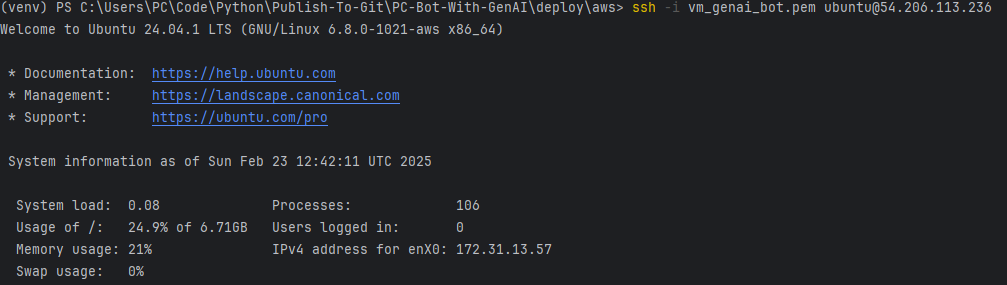 (venv) PS C:\Users\PC\Code\Python\Publish-To-Git\PC-Bot-With-GenAI\deploy\aws> ssh -i vm_genai_bot.pem ubuntu@54.206.113.236
Welcome to Ubuntu 24.04.1 LTS (GNU/Linux 6.8.0-1021-aws x86_64)
* Documentation: https://help.ubuntu.com
* Management: https://landscape.canonical.com
* Support: https://ubuntu.com/pro
System information as of Sun Feb 23 12:42:11 UTC 2025
System load: 0.08 Processes: 106
Usage of /: 24.9% of 6.71GB Users logged in: 0
Memory usage: 21% IPv4 address for enX0: 172.31.13.57
Swap usage: 0%